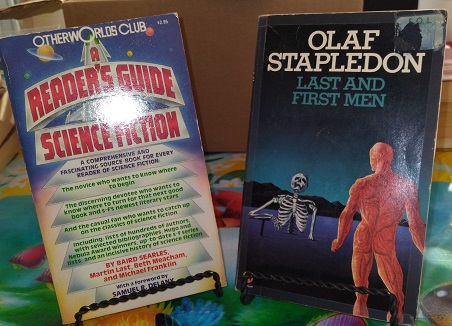 OTHERWORLDS CLUB
$2.95
A
READER'S GUIDE
TO
SCIENCE FICTION
A COMPREHENSIVE AND
FASCINATING SOURCE BOOK FOR EVERY
READER OF SCIENCE FICTION.
The novice who wants to know where
to begin
The discerning devotee who wants to
know where to turn for that next good
book and s-f's newest literary stars
And the casual fan who wants to catch up
on the classics of science fiction
Including: lists of hundreds of authors
with selected bibliographies; Hugo and
Nebula Award winners, up to date s-f series
lists; and an incisive history of science fiction
BY BAIRD SEARLES,
Martin Last, Beth Meacham,
and Michael Franklin
With a foreword by
SAMUEL R. DELANY
OLAF
STAPLEDON
LAST AND
FIRST MEN